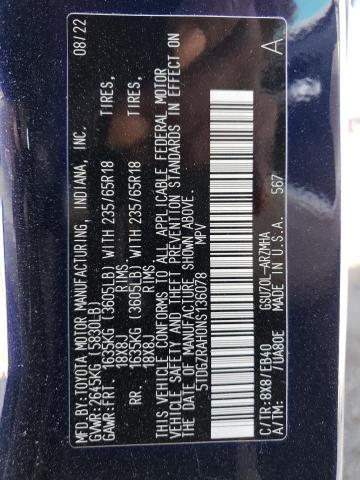 MFD. BY: TOYOTA MOTOR MANUFACTURING, INDIANA, INC. 08/22
GVWR: 2645KG (5830LB)
GAWR: FRT. 1635KG (3605LB) WITH 235/65R18 TIRES,
18X8J RIMS
RR. 1635KG (3605LB) WITH 235/65R18 TIRES,
18X8J RIMS
THIS VEHICLE CONFORMS TO ALL APPLICABLE FEDERAL MOTOR
VEHICLE SAFETY AND THEFT PREVENTION STANDARDS IN EFFECT ON
THE DATE OF MANUFACTURE SHOWN ABOVE.
5TDGZRAH0NS136078 MPV
A
C/TR: 8X8/EB40 GSU70L-AR7MHA
A/TM: /UA80E MADE IN U.S.A. 567